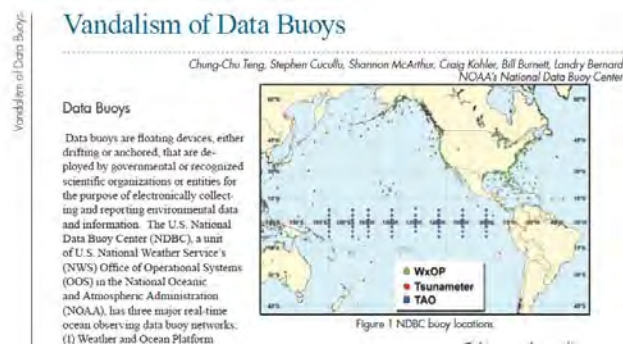 Vandalism of Data Buoys
Vandalism of Data Buoys
Chung-Chu Teng, Stephen Cucullu, Shannon McArthur, Craig Kohler, Bill Burnett, Landry Bernard
NOAA's National Data Buoy Center
Data Buoys
Data buoys are floating devices, either
drifting or anchored, that are de-
ployed by governmental or recognized
scientific organizations or entities for
the purpose of electronically collect-
ing and reporting environmental data
and information. The U.S. National
Data Buoy Center (NDBC), a unit
of U.S. National Weather Service's
(NWS) Office of Operational Systems
(OOS) in the National Oceanic
and Atmospheric Administration
(NOAA), has three major real-time
ocean observing data buoy networks:
(1) Weather and Ocean Platform
WxOP
Tsunameter
TAO
Figure 1 NDBC buoy locations